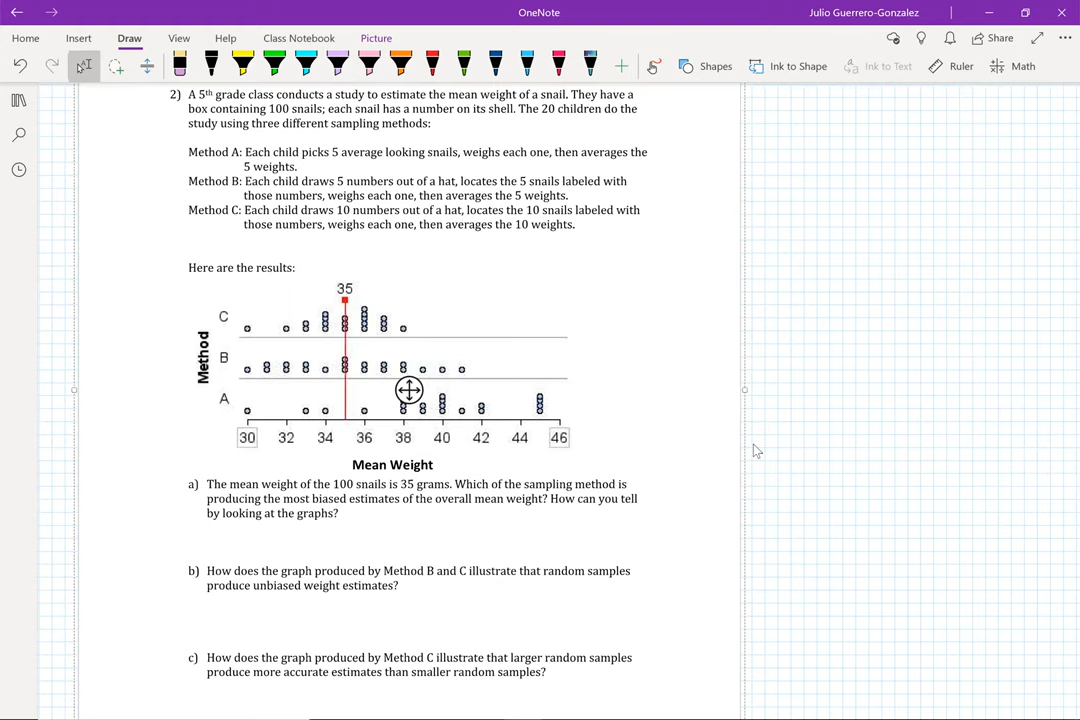 OneNote
Julio Guerrero-Gonzalez
Home
Insert
Draw
View
Help
Class Notebook
Picture
Share
Shapes
Ink to Shape
Ink to Text
Ruler
Math
2) A 5th grade class conducts a study to estimate the mean weight of a snail. They have a
box containing 100 snails; each snail has a number on its shell. The 20 children do the
study using three different sampling methods:
Method A: Each child picks 5 average looking snails, weighs each one, then averages the
5 weights.
Method B: Each child draws 5 numbers out of a hat, locates the 5 snails labeled with
those numbers, weighs each one, then averages the 5 weights.
Method C: Each child draws 10 numbers out of a hat, locates the 10 snails labeled with
those numbers, weighs each one, then averages the 10 weights.
Here are the results:
35
Method
C
B
A
30 32 34 36 38 40 42 44 46
Mean Weight
a) The mean weight of the 100 snails is 35 grams. Which of the sampling method is
producing the most biased estimates of the overall mean weight? How can you tell
by looking at the graphs?
b) How does the graph produced by Method B and C illustrate that random samples
produce unbiased weight estimates?
c) How does the graph produced by Method C illustrate that larger random samples
produce more accurate estimates than smaller random samples?